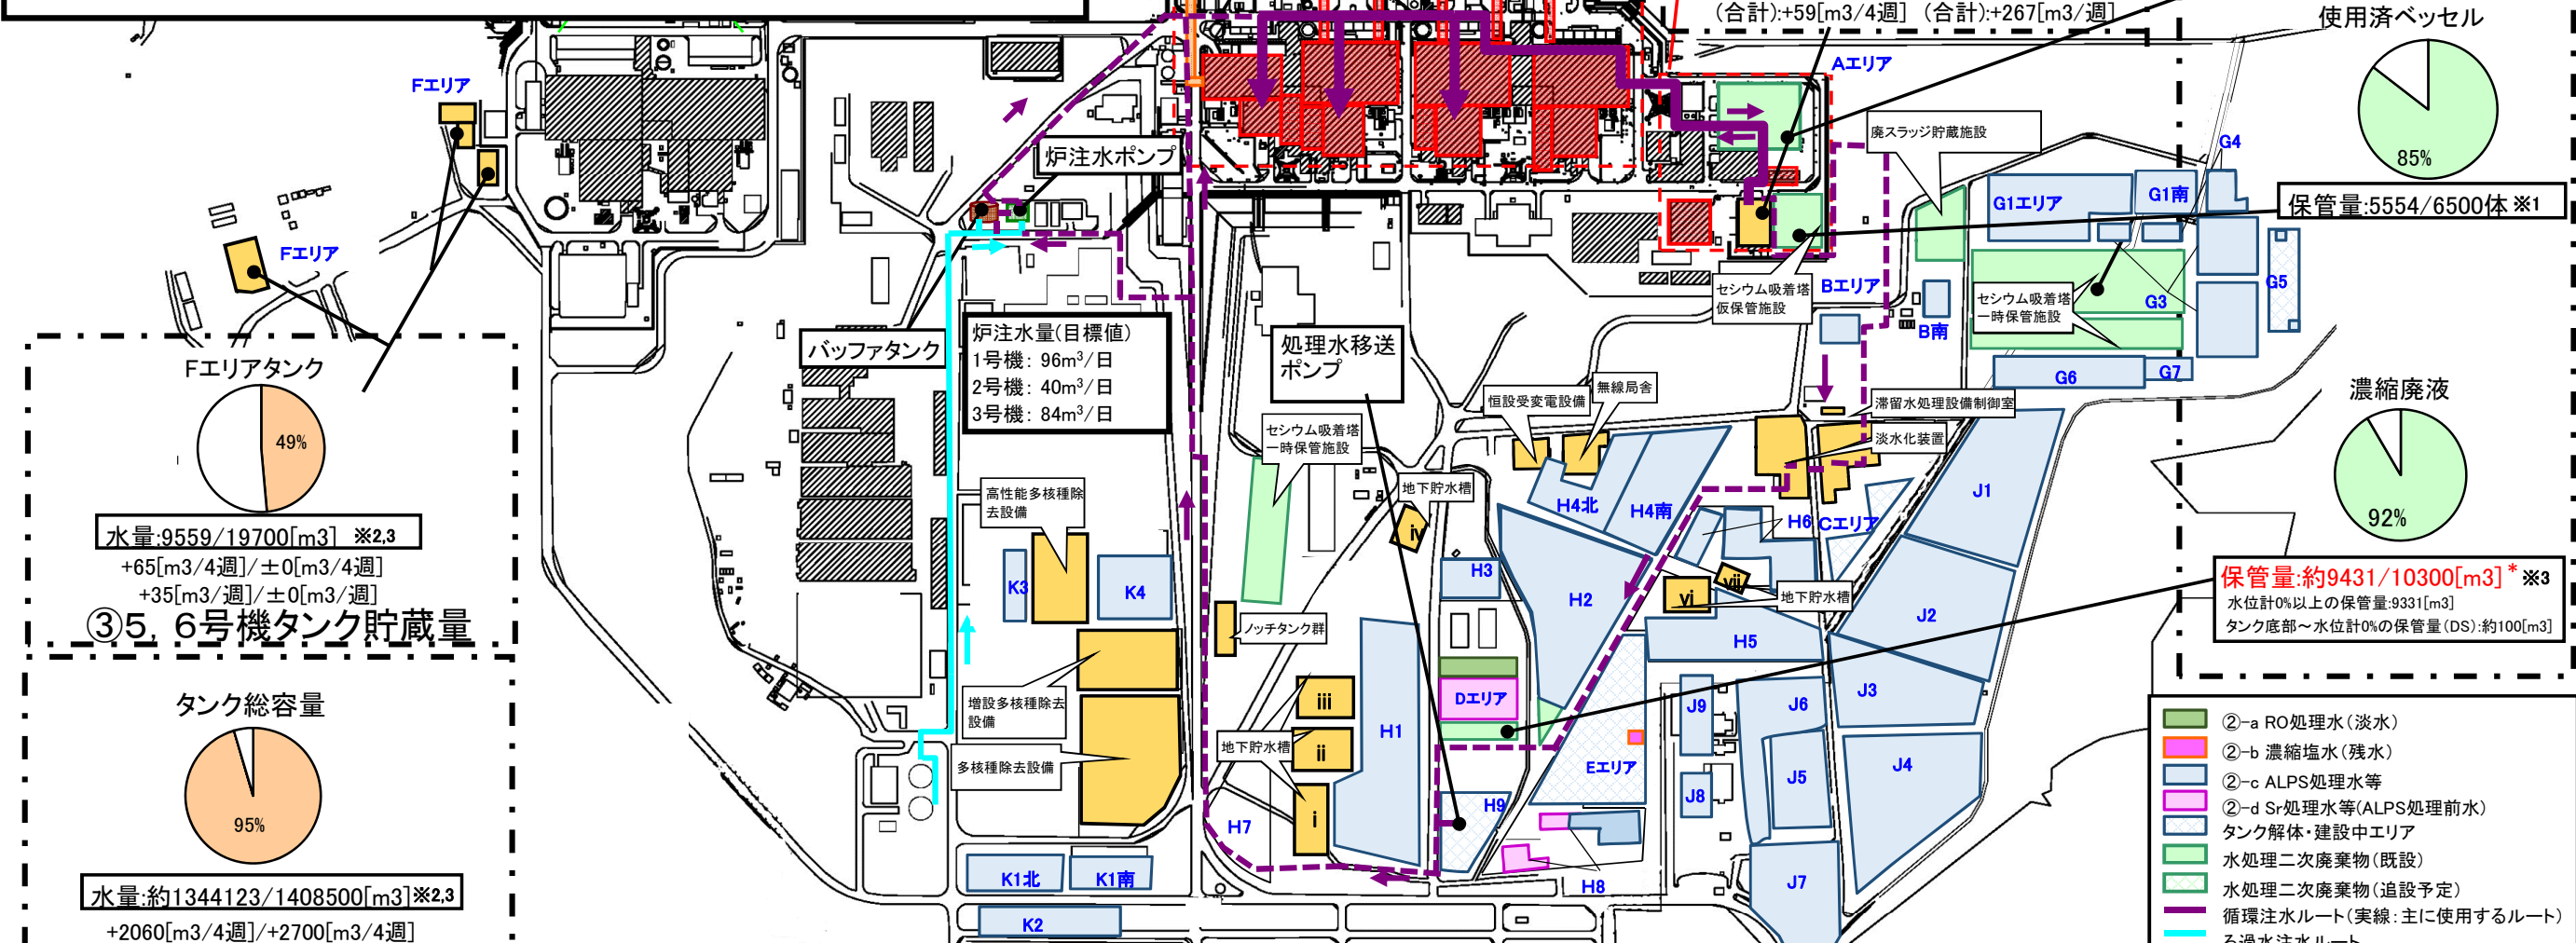 (合計):+59[m3/4週] (合計):+267[m3/週]
使用済ベッセル
85%
保管量:5554/6500体 ※1
Fエリア
Fエリア
Aエリア
廃スラッジ貯蔵施設
炉注水ポンプ
G4
G1エリア
G1南
G5
G3
セシウム吸着塔
一時保管施設
セシウム吸着塔
仮保管施設
Bエリア
B南
G6
G7
Fエリアタンク
49%
水量:9559/19700[m3] ※2,3
+65[m3/4週]/±0[m3/4週]
+35[m3/週]/±0[m3/週]
③5，6号機タンク貯蔵量
バッファタンク
炉注水量(目標値)
1号機: 96m³/日
2号機: 40m³/日
3号機: 84m³/日
処理水移送
ポンプ
恒設受変電設備
無線局舎
滞留水処理設備制御室
淡水化装置
濃縮廃液
92%
保管量:約9431/10300[m3]* ※3
水位計0%以上の保管量:9331[m3]
タンク底部～水位計0%の保管量(DS):約100[m3]
セシウム吸着塔
一時保管施設
地下貯水槽
高性能多核種除
去設備
iv
H4北
H4南
H6
Cエリア
J1
K3
K4
H3
H2
vi
vii
地下貯水槽
J2
ノッチタンク群
H5
増設多核種除去
設備
多核種除去設備
iii
ii
i
地下貯水槽
H1
Dエリア
Eエリア
J9
J6
J3
J8
J5
J4
H7
H9
H8
J7
K1北
K1南
K2
タンク総容量
95%
水量:約1344123/1408500[m3]※2,3
+2060[m3/4週]/+2700[m3/4週]
②-a RO処理水(淡水)
②-b 濃縮塩水(残水)
②-c ALPS処理水等
②-d Sr処理水等(ALPS処理前水)
タンク解体・建設中エリア
水処理二次廃棄物(既設)
水処理二次廃棄物(追設予定)
循環注水ルート(実線:主に使用するルート)
ろ過水注水ルート